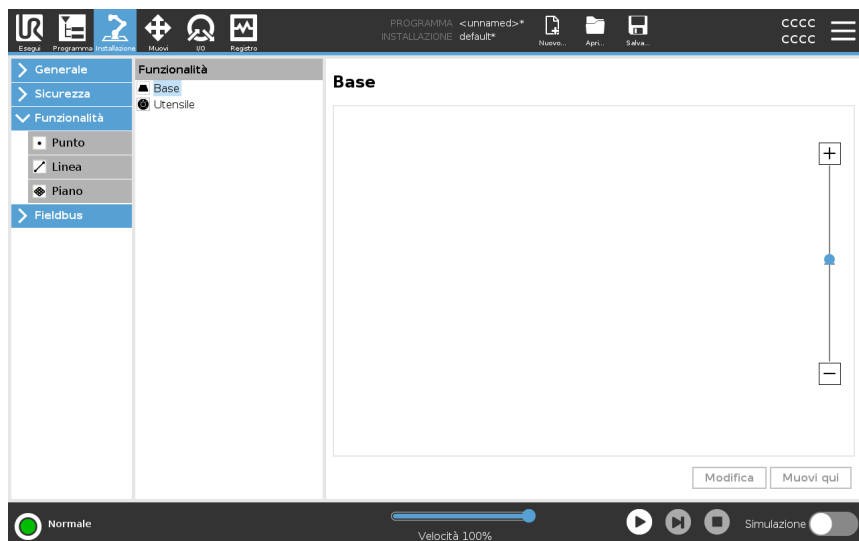 UR
PROGRAMMA <unnamed>*
INSTALLAZIONE default*
Esegui Programma Installazione Muovi I/O Registro
Nuovo... Apri... Salva...
CCCC
CCCC
Generale
Sicurezza
Funzionalità
Punto
Linea
Piano
Fieldbus
Funzionalità
Base
Utensile
Base
Modifica Muovi qui
Normale
Velocità 100%
Simulazione